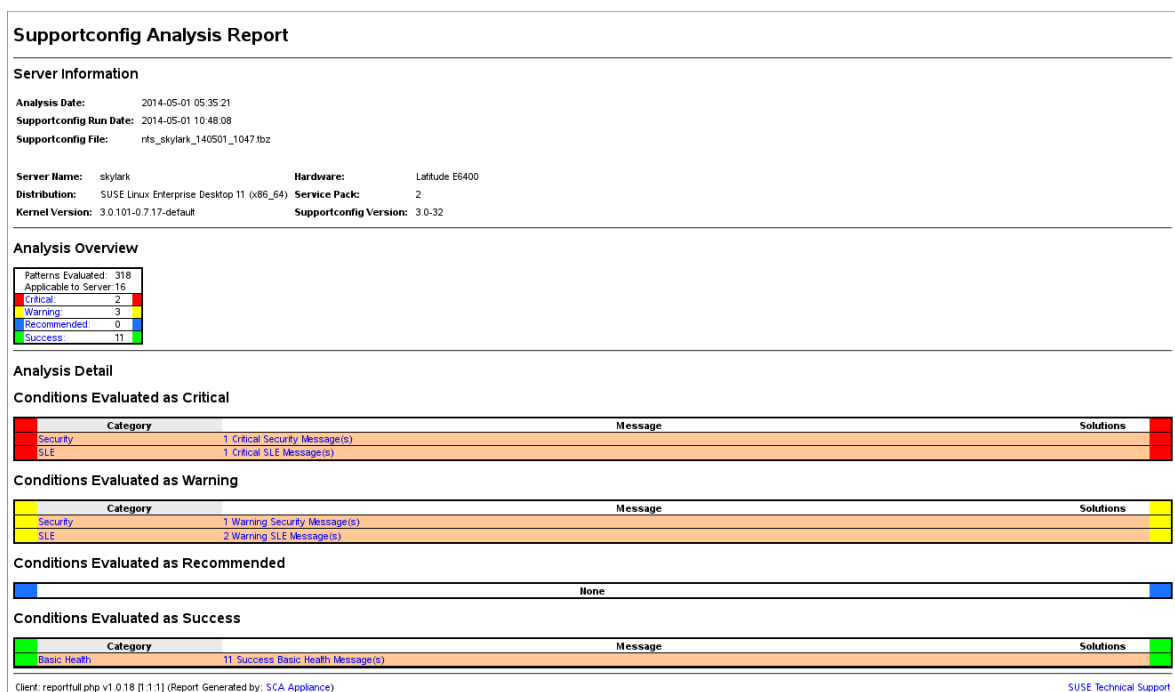 Supportconfig Analysis Report
Server Information
Analysis Date: 2014-05-01 05:35:21
Supportconfig Run Date: 2014-05-01 10:48:08
Supportconfig File: nts_skylark_140501_1047.tbz
Server Name: skylark Hardware: Latitude E6400
Distribution: SUSE Linux Enterprise Desktop 11 (x86_64) Service Pack: 2
Kernel Version: 3.0.101-0.7.17-default Supportconfig Version: 3.0-32
Analysis Overview
Patterns Evaluated: 318
Applicable to Server:16
Critical: 2
Warning: 3
Recommended: 0
Success: 11
Analysis Detail
Conditions Evaluated as Critical
Category Message Solutions
Security 1 Critical Security Message(s)
SLE 1 Critical SLE Message(s)
Conditions Evaluated as Warning
Category Message Solutions
Security 1 Warning Security Message(s)
SLE 2 Warning SLE Message(s)
Conditions Evaluated as Recommended
None
Conditions Evaluated as Success
Category Message Solutions
Basic Health 11 Success Basic Health Message(s)
Client: reportfull.php v1.0.18 [1:1:1] (Report Generated by: SCA Appliance) SUSE Technical Support